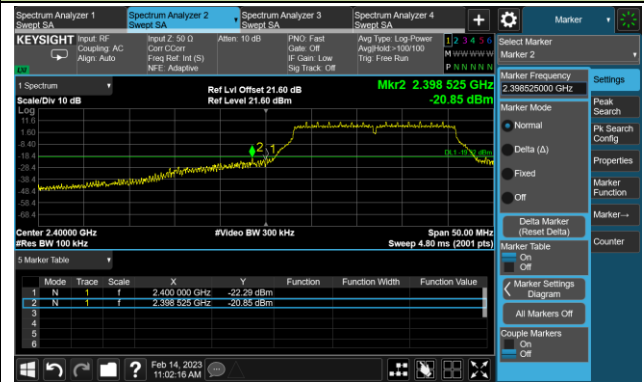 Spectrum Analyzer 1
Swept SA
Spectrum Analyzer 2
Swept SA
Spectrum Analyzer 3
Swept SA
Spectrum Analyzer 4
Swept SA
Marker
KEYSIGHT
Input: RF
Coupling: AC
Align: Auto
Input Z: 50 Ω
Corr CCorr
Freq Ref: Int (S)
NFE: Adaptive
Atten: 10 dB
PNO: Fast
Gate: Off
IF Gain: Low
Sig Track: Off
Avg Type: Log-Power
Avg|Hold:>100/100
Trig: Free Run
1 2 3 4 5 6
M W W W W W
P N N N N N
Select Marker
Marker 2
1 Spectrum
Scale/Div 10 dB
Ref Lvl Offset 21.60 dB
Ref Level 21.60 dBm
Mkr2 2.398 525 GHz
-20.85 dBm
Log
11.6
1.60
-8.40
-18.4
-28.4
-38.4
-48.4
-58.4
-68.4
2
1
Center 2.40000 GHz
#Res BW 100 kHz
#Video BW 300 kHz
Span 50.00 MHz
Sweep 4.80 ms (2001 pts)
5 Marker Table
Mode Trace Scale X Y Function Function Width Function Value
1 N 1 f 2.400 000 GHz -22.29 dBm
2 N 1 f 2.398 525 GHz -20.85 dBm
3
4
5
6
Marker Frequency
2.398525000 GHz
Marker Mode
Normal
Delta (Δ)
Fixed
Off
Delta Marker
(Reset Delta)
Marker Table
On
Off
Marker Settings
Diagram
All Markers Off
Couple Markers
On
Off
Settings
Peak
Search
Pk Search
Config
Properties
Marker
Function
Marker→
Counter
Feb 14, 2023
11:02:16 AM